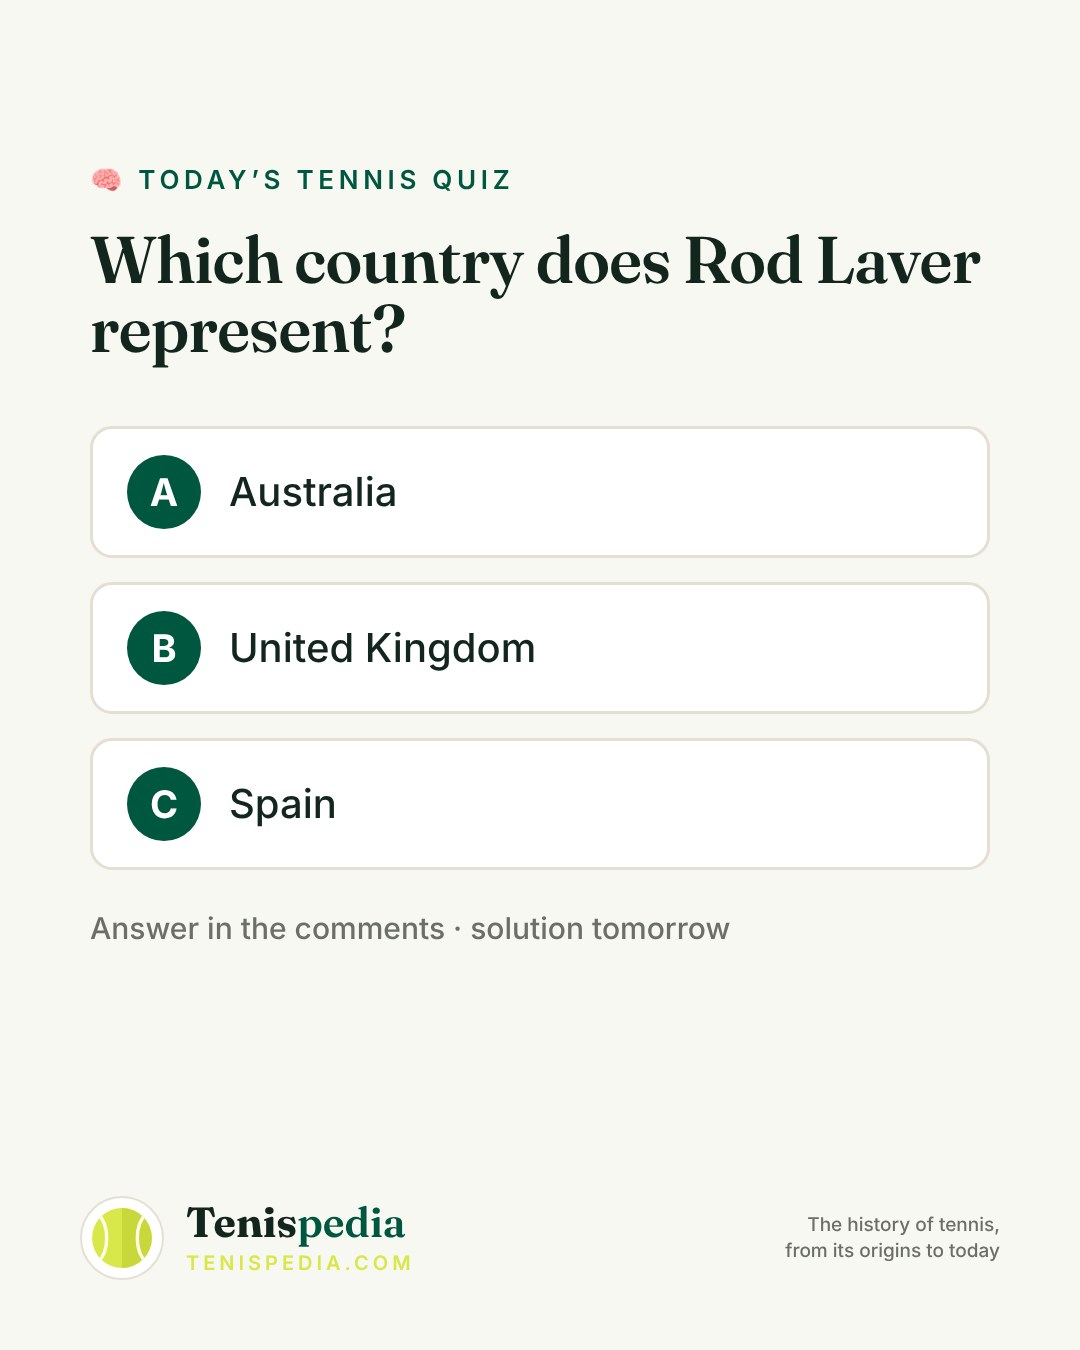 🧠 TODAY’S TENNIS QUIZ
Which country does Rod Laver
represent?
A Australia
B United Kingdom
C Spain
Answer in the comments · solution tomorrow
Tenispedia
TENISPEDIA.COM
The history of tennis,
from its origins to today